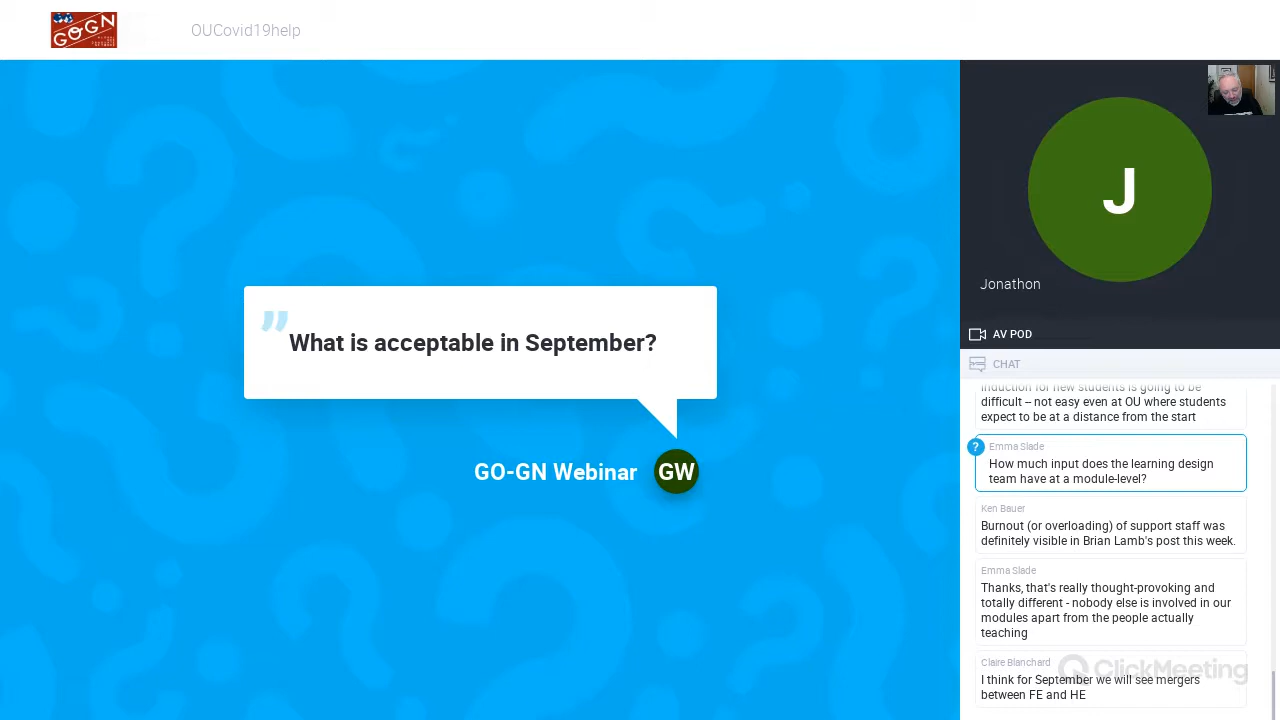 GOGN
OUCovid19help
J
Jonathon
AV POD
CHAT
induction for new students is going to be
difficult – not easy even at OU where students
expect to be at a distance from the start
?
Emma Slade
How much input does the learning design
team have at a module-level?
Ken Bauer
Burnout (or overloading) of support staff was
definitely visible in Brian Lamb's post this week.
Emma Slade
Thanks, that's really thought-provoking and
totally different - nobody else is involved in our
modules apart from the people actually
teaching
Claire Blanchard
I think for September we will see mergers
between FE and HE
ClickMeeting
"What is acceptable in September?
GO-GN Webinar
GW